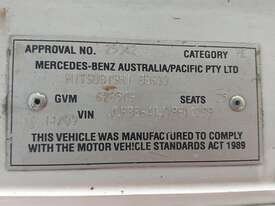 APPROVAL NO. CATEGORY
MERCEDES-BENZ AUSTRALIA/PACIFIC PTY LTD
MITSUBISHI
GVM SEATS
VIN
THIS VEHICLE WAS MANUFACTURED TO COMPLY
WITH THE MOTOR VEHICLE STANDARDS ACT 1989